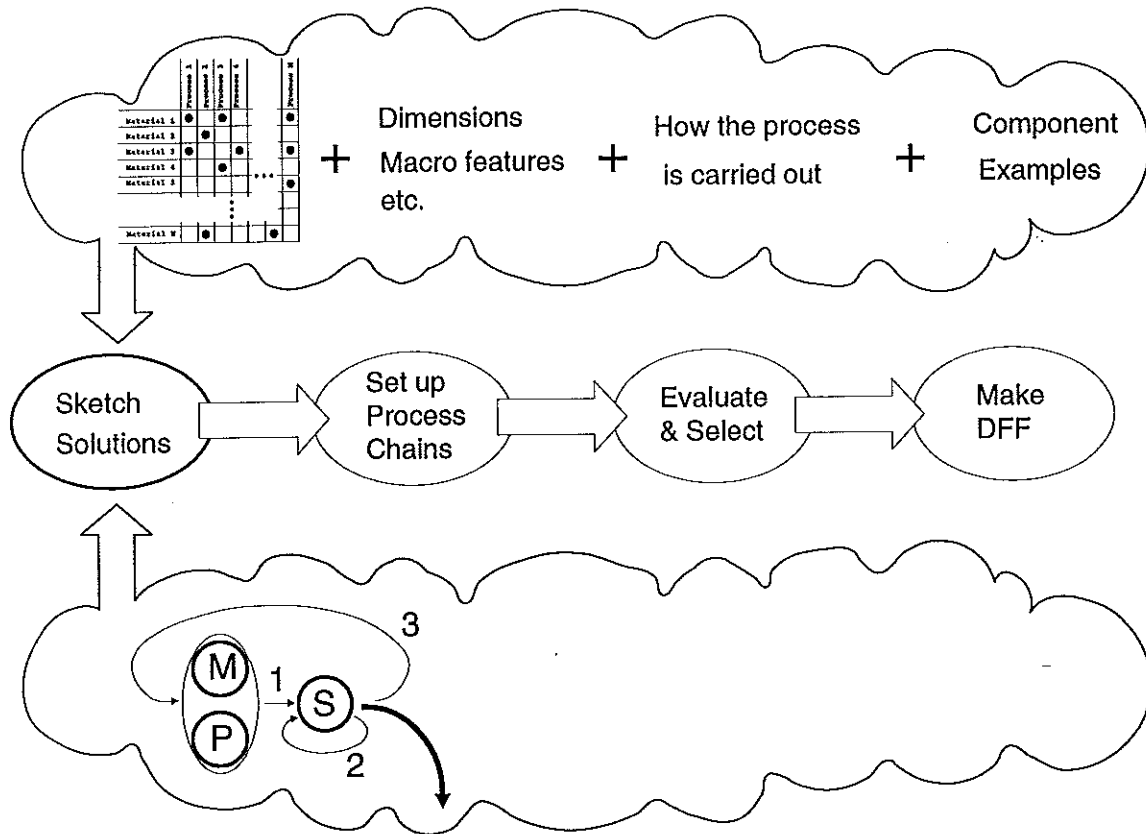 Process 1
Process 2
Process 3
Process 4
Process N
Material 1
Material 2
Material 3
Material 4
Material 5
Material N
+
Dimensions
Macro features
etc.
+
How the process
is carried out
+
Component
Examples
Sketch
Solutions
Set up
Process
Chains
Evaluate
& Select
Make
DFF
3
M
1
S
P
2